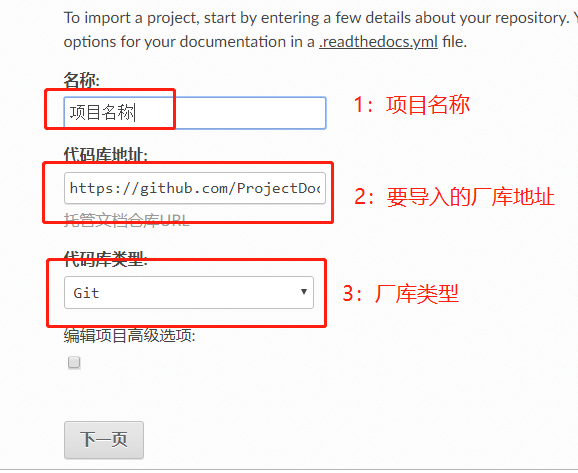 To import a project, start by entering a few details about your repository. Y
options for your documentation in a .readthedocs.yml file.
名称:
项目名称
1：项目名称
代码库地址:
https://github.com/ProjectDoc
2：要导入的厂库地址
托管文档仓库URL
代码库类型:
Git
3：厂库类型
编辑项目高级选项:
下一页